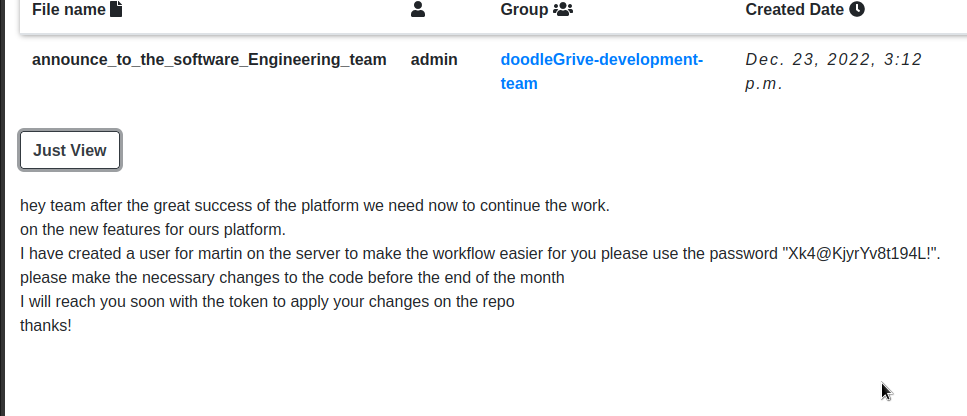 File name Group Created Date
announce_to_the_software_Engineering_team admin doodleGrive-development- Dec. 23, 2022, 3:12
team p.m.
Just View
hey team after the great success of the platform we need now to continue the work.
on the new features for ours platform.
I have created a user for martin on the server to make the workflow easier for you please use the password "Xk4@KjyrYv8t194L!".
please make the necessary changes to the code before the end of the month
I will reach you soon with the token to apply your changes on the repo
thanks!